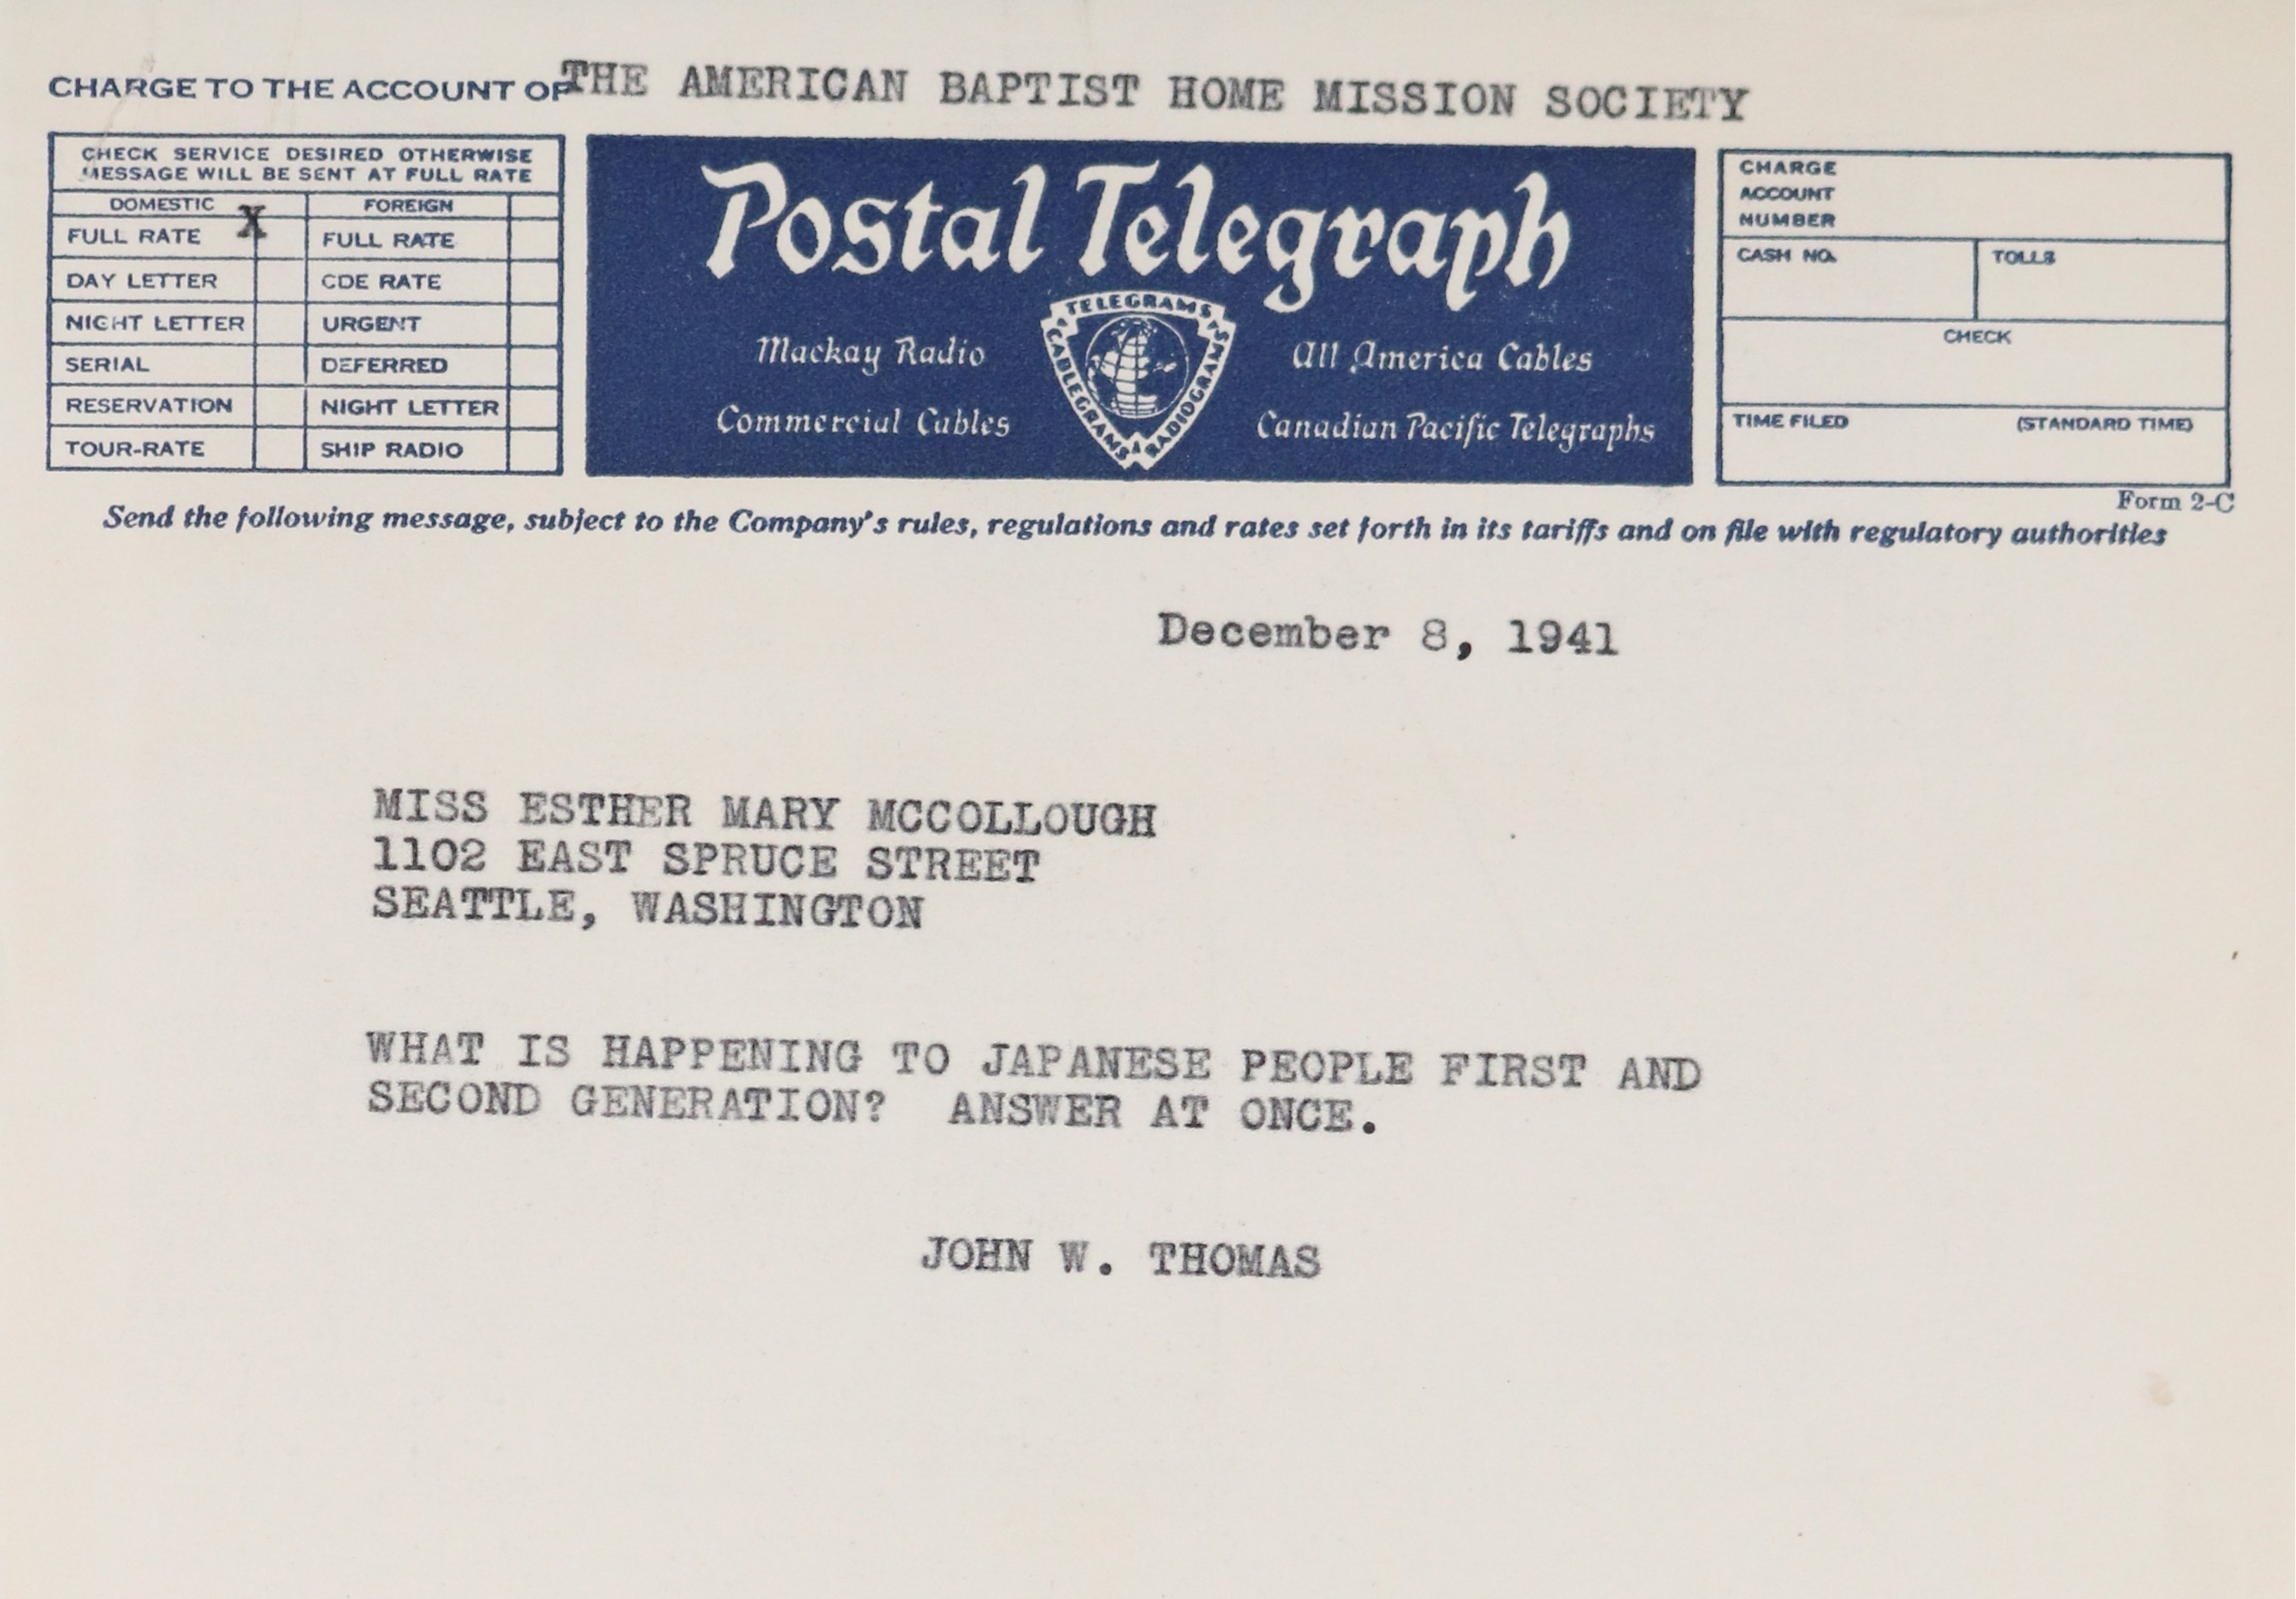 CHARGE TO THE ACCOUNT OF THE AMERICAN BAPTIST HOME MISSION SOCIETY
CHECK SERVICE DESIRED OTHERWISE
MESSAGE WILL BE SENT AT FULL RATE
DOMESTIC FOREIGN
FULL RATE X FULL RATE
DAY LETTER CDE RATE
NIGHT LETTER URGENT
SERIAL DEFERRED
RESERVATION NIGHT LETTER
TOUR-RATE SHIP RADIO
Postal Telegraph
TELEGRAMS
CABLEGRAMS
RADIOGRAMS
Mackay Radio All America Cables
Commercial Cables Canadian Pacific Telegraphs
CHARGE
ACCOUNT
NUMBER
CASH NO. TOLLS
CHECK
TIME FILED (STANDARD TIME)
Form 2-C
Send the following message, subject to the Company's rules, regulations and rates set forth in its tariffs and on file with regulatory authorities
December 8, 1941
MISS ESTHER MARY MCCOLLOUGH
1102 EAST SPRUCE STREET
SEATTLE, WASHINGTON
WHAT IS HAPPENING TO JAPANESE PEOPLE FIRST AND
SECOND GENERATION? ANSWER AT ONCE.
JOHN W. THOMAS